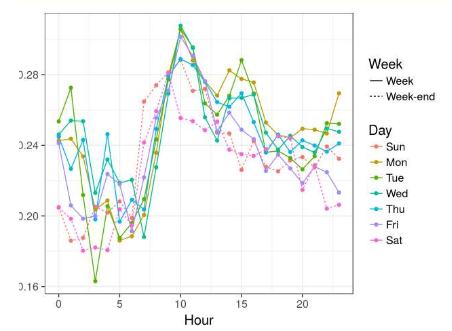 Week
0.28
Week
Week-end
0.24
Day
Sun
Mon
Tue
0.20
Wed
Thu
Fri
Sat
0.16
0 5 10 15 20
Hour